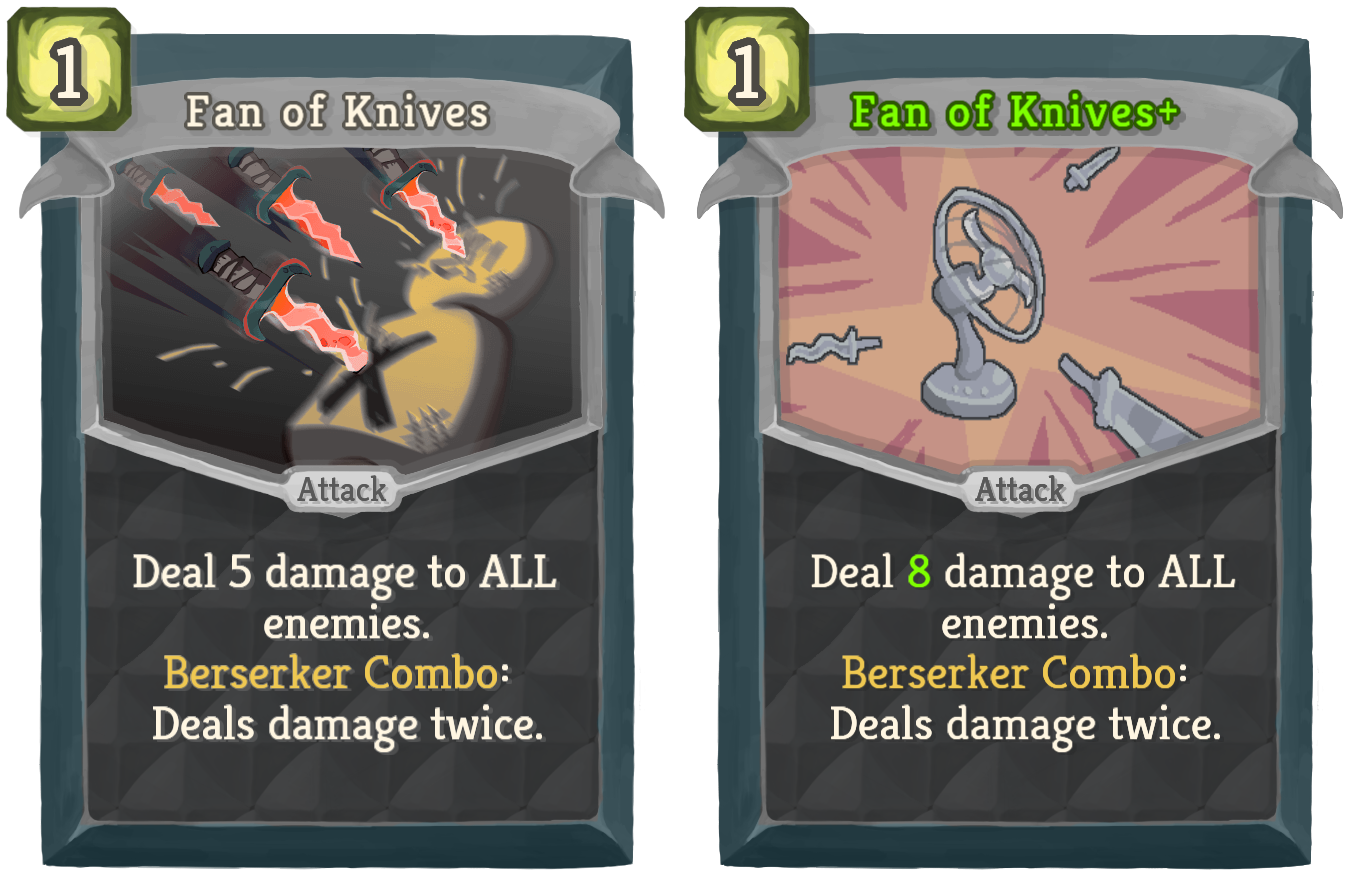 1
Fan of Knives
Attack
Deal 5 damage to ALL
enemies.
Berserker Combo:
Deals damage twice.
1
Fan of Knives+
Attack
Deal 8 damage to ALL
enemies.
Berserker Combo:
Deals damage twice.